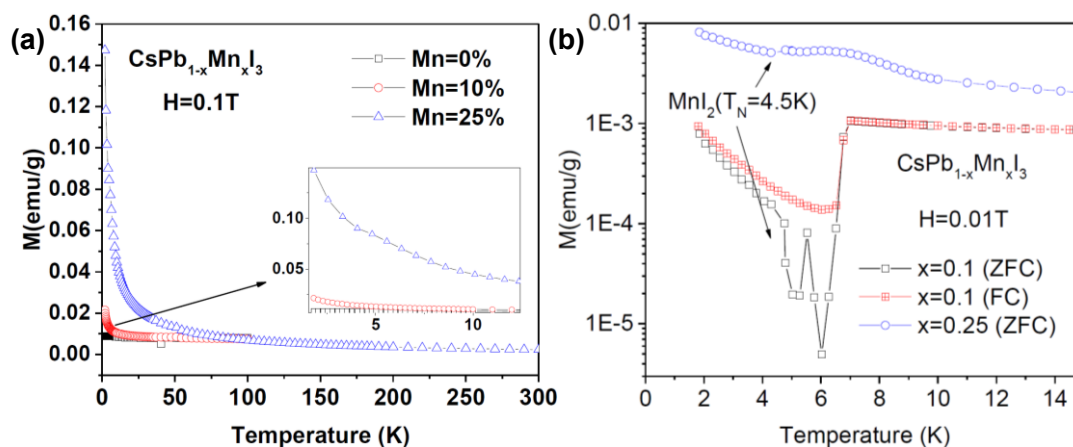 (a)
CsPb1-xMnxI3
H=0.1T
Mn=0%
Mn=10%
Mn=25%
M(emu/g)
0.16
0.14
0.12
0.10
0.08
0.06
0.04
0.02
0.00
0.10
0.05
5 10
0 50 100 150 200 250 300
Temperature (K)
(b)
M(emu/g)
0.01
1E-3
1E-4
1E-5
MnI2(TN=4.5K)
CsPb1-xMnxI3
H=0.01T
x=0.1 (ZFC)
x=0.1 (FC)
x=0.25 (ZFC)
0 2 4 6 8 10 12 14
Temperature (K)